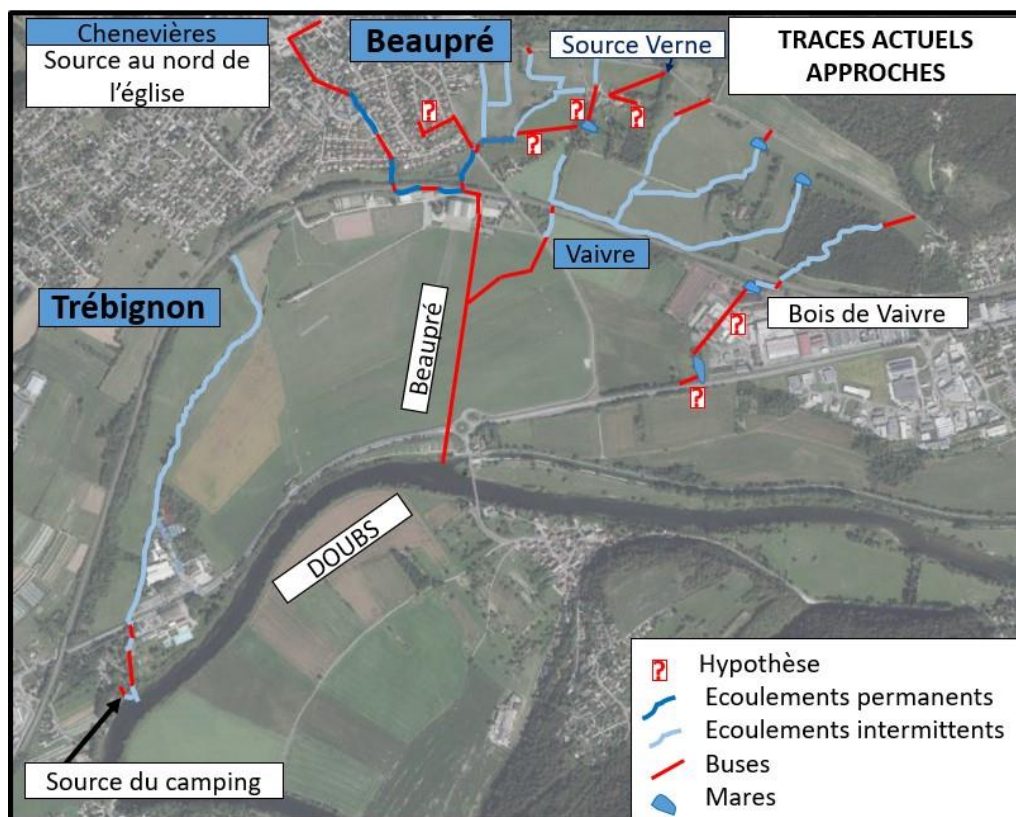 Chenevières
Source au nord de
l'église
Beaupré
Source Verne
TRACES ACTUELS
APPROCHES
?
?
?
?
Vaivre
Trébignon
Bois de Vaivre
?
Beaupré
?
DOUBS
Source du camping
? Hypothèse
Ecoulements permanents
Ecoulements intermittents
Buses
Mares